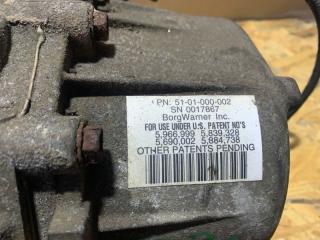 PN: 51-01-000-002
SN 0017867
BorgWarner Inc.
FOR USE UNDER U.S. PATENT NO'S
5,966,999 5,839,328
5,690,002 5,884,738
OTHER PATENTS PENDING